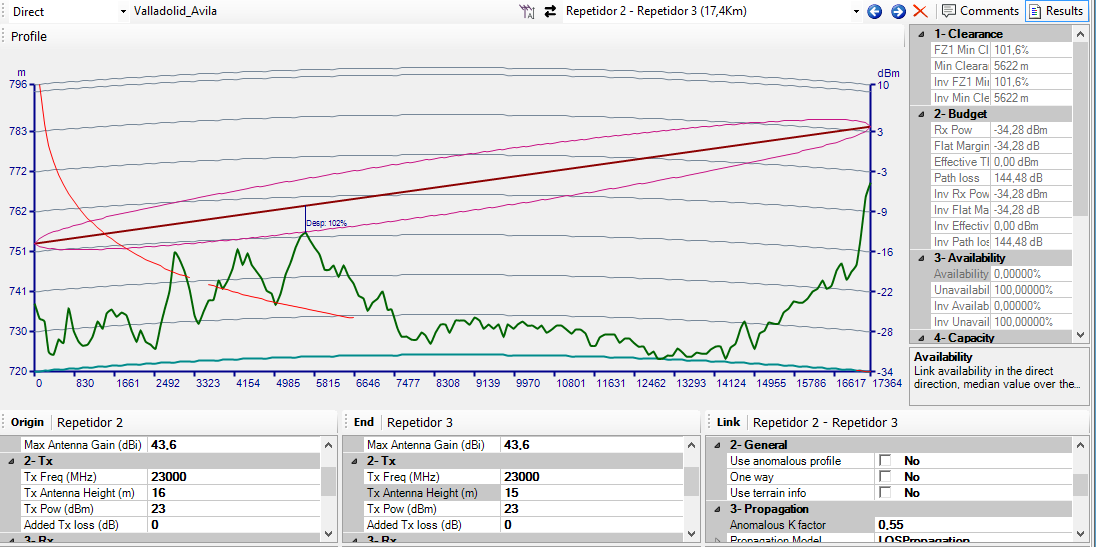 Direct Valladolid_Avila Repetidor 2 - Repetidor 3 (17,4Km) Comments Results
Profile
m
dBm
796
783
772
762
751
741
730
720
10
3
-3
-9
-16
-22
-28
-34
Desp: 102%
0 830 1661 2492 3323 4154 4985 5815 6646 7477 8308 9139 9970 10801 11631 12462 13293 14124 14955 15786 16617 17364
1- Clearance
FZ1 Min Cl 101,6%
Min Cleara 5622 m
Inv FZ1 Mi 101,6%
Inv Min Cle 5622 m
2- Budget
Rx Pow -34,28 dBm
Flat Margin -34,28 dB
Effective Tl 0,00 dBm
Path loss 144,48 dB
Inv Rx Pow -34,28 dBm
Inv Flat Ma -34,28 dB
Inv Effectiv 0,00 dBm
Inv Path los 144,48 dB
3- Availability
Availability 0,00000%
Unavailabil 100,00000%
Inv Availab 0,00000%
Inv Unavail 100,00000%
4- Capacity
Availability
Link availability in the direct
direction, median value over the...
Origin Repetidor 2
Max Antenna Gain (dBi) 43,6
2- Tx
Tx Freq (MHz) 23000
Tx Antenna Height (m) 16
Tx Pow (dBm) 23
Added Tx loss (dB) 0
3- Rx
End Repetidor 3
Max Antenna Gain (dBi) 43,6
2- Tx
Tx Freq (MHz) 23000
Tx Antenna Height (m) 15
Tx Pow (dBm) 23
Added Tx loss (dB) 0
3- Rx
Link Repetidor 2 - Repetidor 3
2- General
Use anomalous profile No
One way No
Use terrain info No
3- Propagation
Anomalous K factor 0,55
Propagation Model LOSPropagation